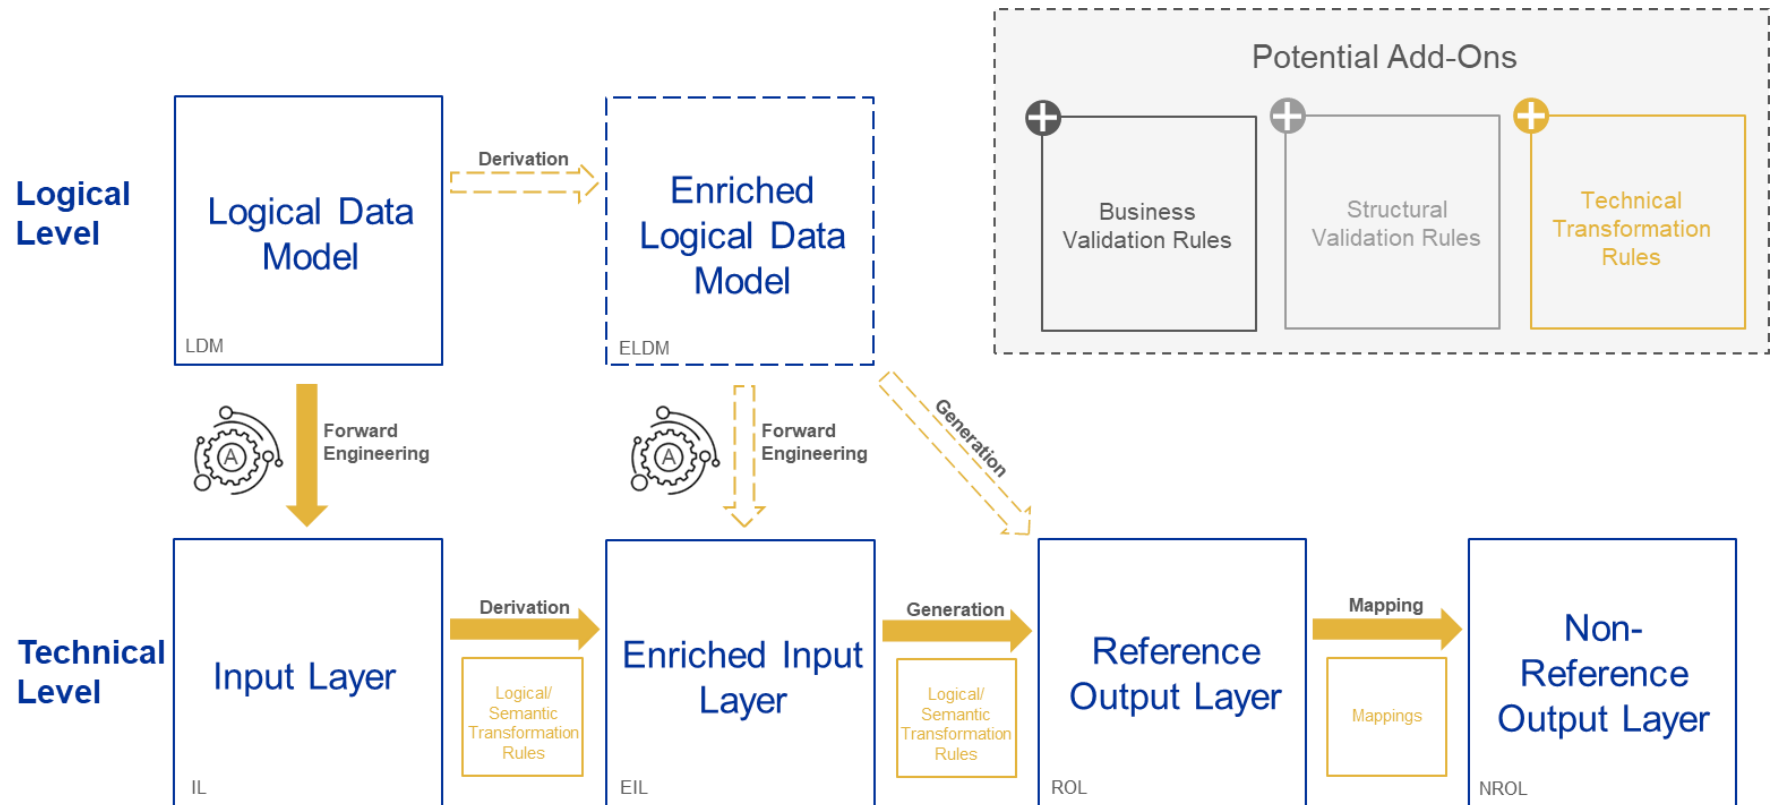 Potential Add-Ons
Business
Validation Rules
Structural
Validation Rules
Technical
Transformation
Rules
Logical
Level
Logical Data
Model
LDM
Derivation
Enriched
Logical Data
Model
ELDM
A
Forward
Engineering
A
Forward
Engineering
Generation
Technical
Level
Input Layer
IL
Derivation
Logical/
Semantic
Transformation
Rules
Enriched Input
Layer
EIL
Generation
Logical/
Semantic
Transformation
Rules
Reference
Output Layer
ROL
Mapping
Mappings
Non-
Reference
Output Layer
NROL